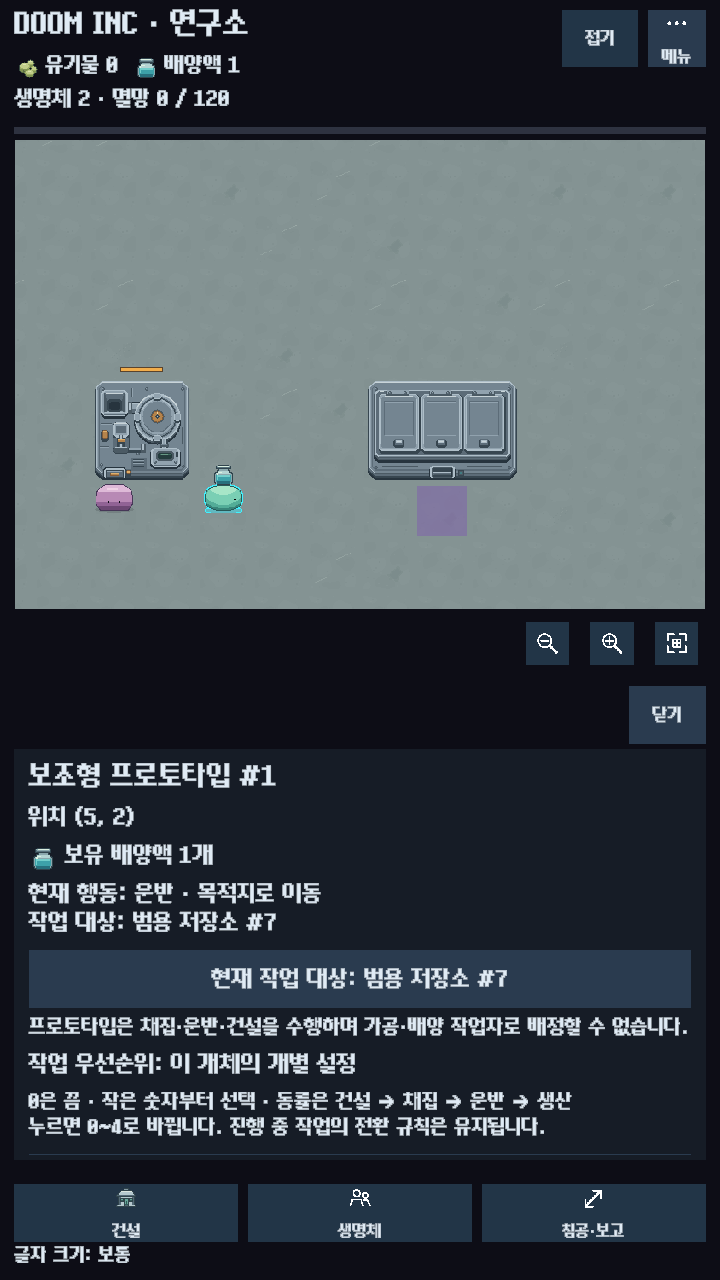 DOOM INC · 연구소
접기
메뉴
유기물 0 배양액 1
생명체 2 · 멸망 0 / 120
닫기
보조형 프로토타입 #1
위치 (5, 2)
보유 배양액 1개
현재 행동: 운반 · 목적지로 이동
작업 대상: 범용 저장소 #7
현재 작업 대상: 범용 저장소 #7
프로토타입은 채집·운반·건설을 수행하며 가공·배양 작업자로 배정할 수 없습니다.
작업 우선순위: 이 개체의 개별 설정
0은 끔 · 작은 숫자부터 선택 · 동률은 건설 → 채집 → 운반 → 생산
누르면 0~4로 바뀝니다. 진행 중 작업의 전환 규칙은 유지됩니다.
건설
생명체
침공·보고
글자 크기: 보통